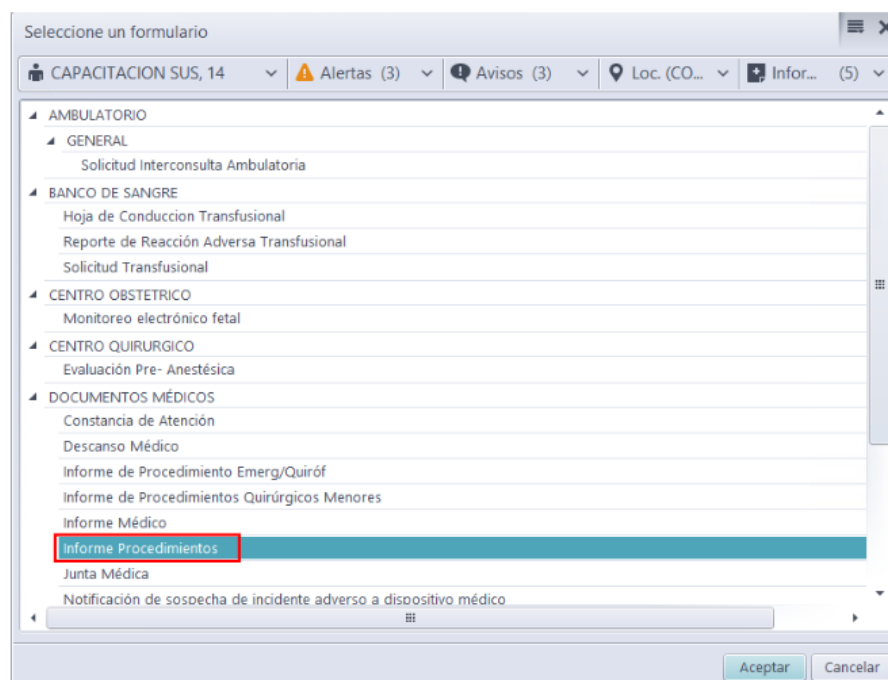 Seleccione un formulario
CAPACITACION SUS, 14 Alertas (3) Avisos (3) Loc. (CO... Infor... (5)
AMBULATORIO
GENERAL
Solicitud Interconsulta Ambulatoria
BANCO DE SANGRE
Hoja de Conduccion Transfusional
Reporte de Reacción Adversa Transfusional
Solicitud Transfusional
CENTRO OBSTETRICO
Monitoreo electrónico fetal
CENTRO QUIRURGICO
Evaluación Pre- Anestésica
DOCUMENTOS MÉDICOS
Constancia de Atención
Descanso Médico
Informe de Procedimiento Emerg/Quiróf
Informe de Procedimientos Quirúrgicos Menores
Informe Médico
Informe Procedimientos
Junta Médica
Notificación de sospecha de incidente adverso a dispositivo médico
Aceptar Cancelar